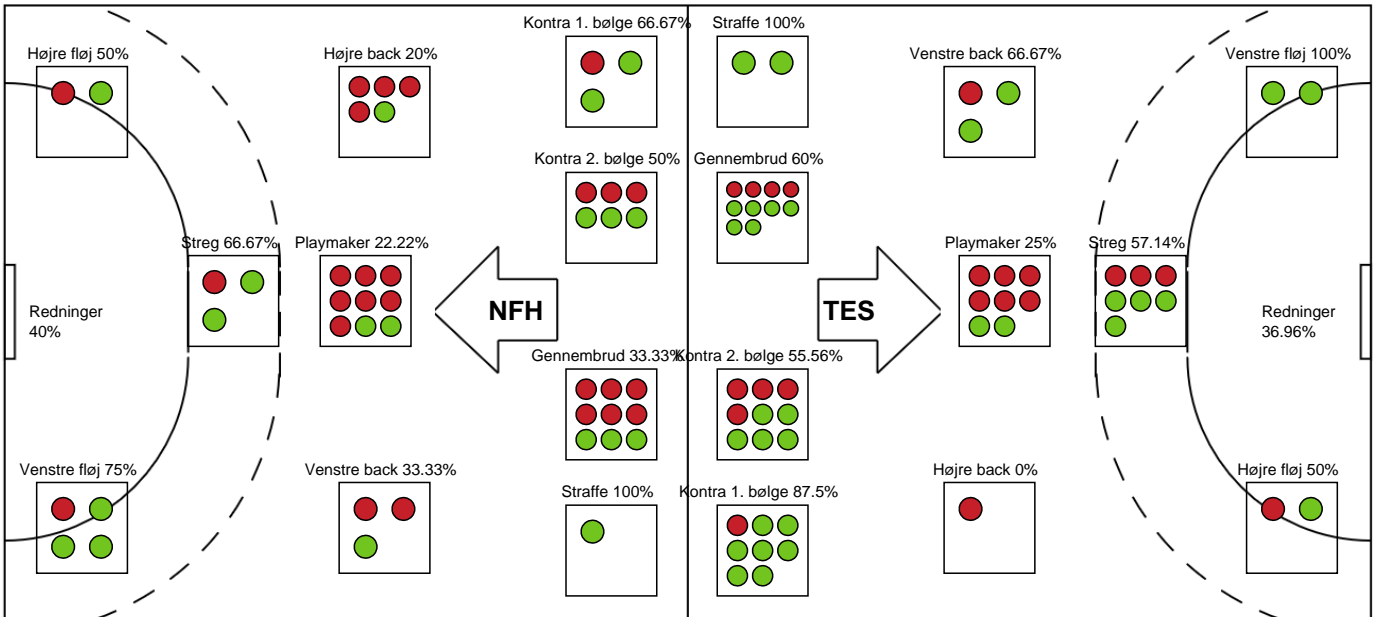 Kontra 1. bølge 66.67%
Straffe 100%
Højre fløj 50%
Højre back 20%
Venstre back 66.67%
Venstre fløj 100%
Kontra 2. bølge 50%
Gennembrud 60%
Streg 66.67%
Playmaker 22.22%
Playmaker 25%
Streg 57.14%
Redninger
40%
NFH
TES
Redninger
36.96%
Gennembrud 33.33%
Kontra 2. bølge 55.56%
Venstre fløj 75%
Venstre back 33.33%
Højre back 0%
Højre fløj 50%
Straffe 100%
Kontra 1. bølge 87.5%